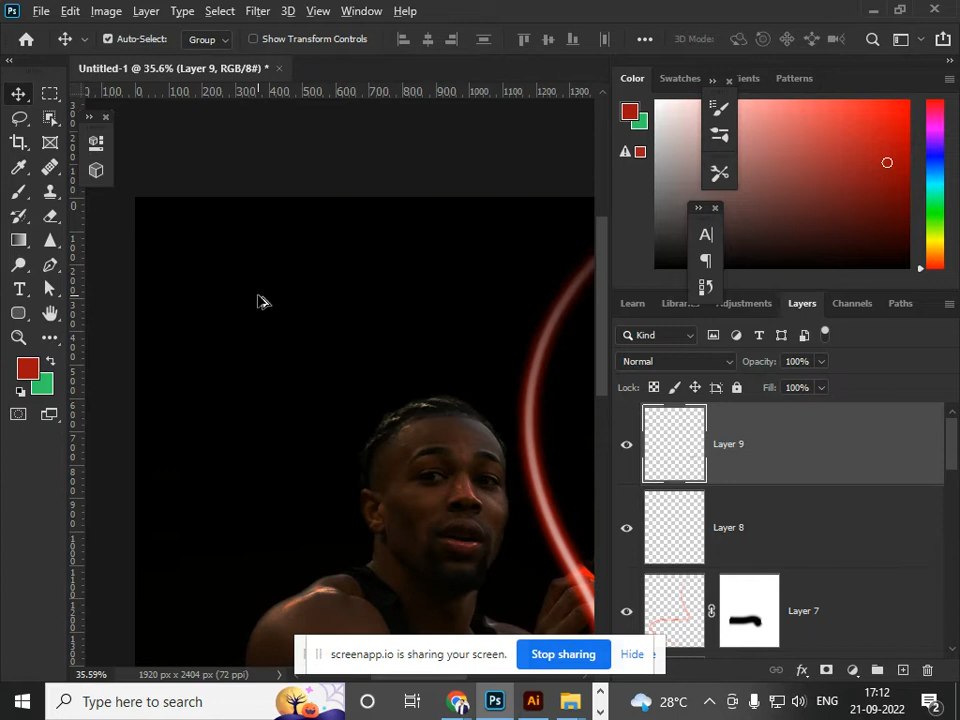 Ps File Edit Image Layer Type Select Filter 3D View Window Help
Auto-Select: Group Show Transform Controls 3D Mode:
Untitled-1 @ 35.6% (Layer 9, RGB/8#) *
100 0 100 200 300 400 500 600 700 800 900 1000 1100 1200 1300
Color Swatches ients Patterns
A|
Learn Librari Adjustments Layers Channels Paths
Kind
Normal Opacity: 100%
Lock: Fill: 100%
Layer 9
Layer 8
Layer 7
screenapp.io is sharing your screen. Stop sharing Hide
35.59% 1920 px x 2404 px (72 ppi)
Type here to search Ps Ai 28°C ENG 17:12
21-09-2022 2